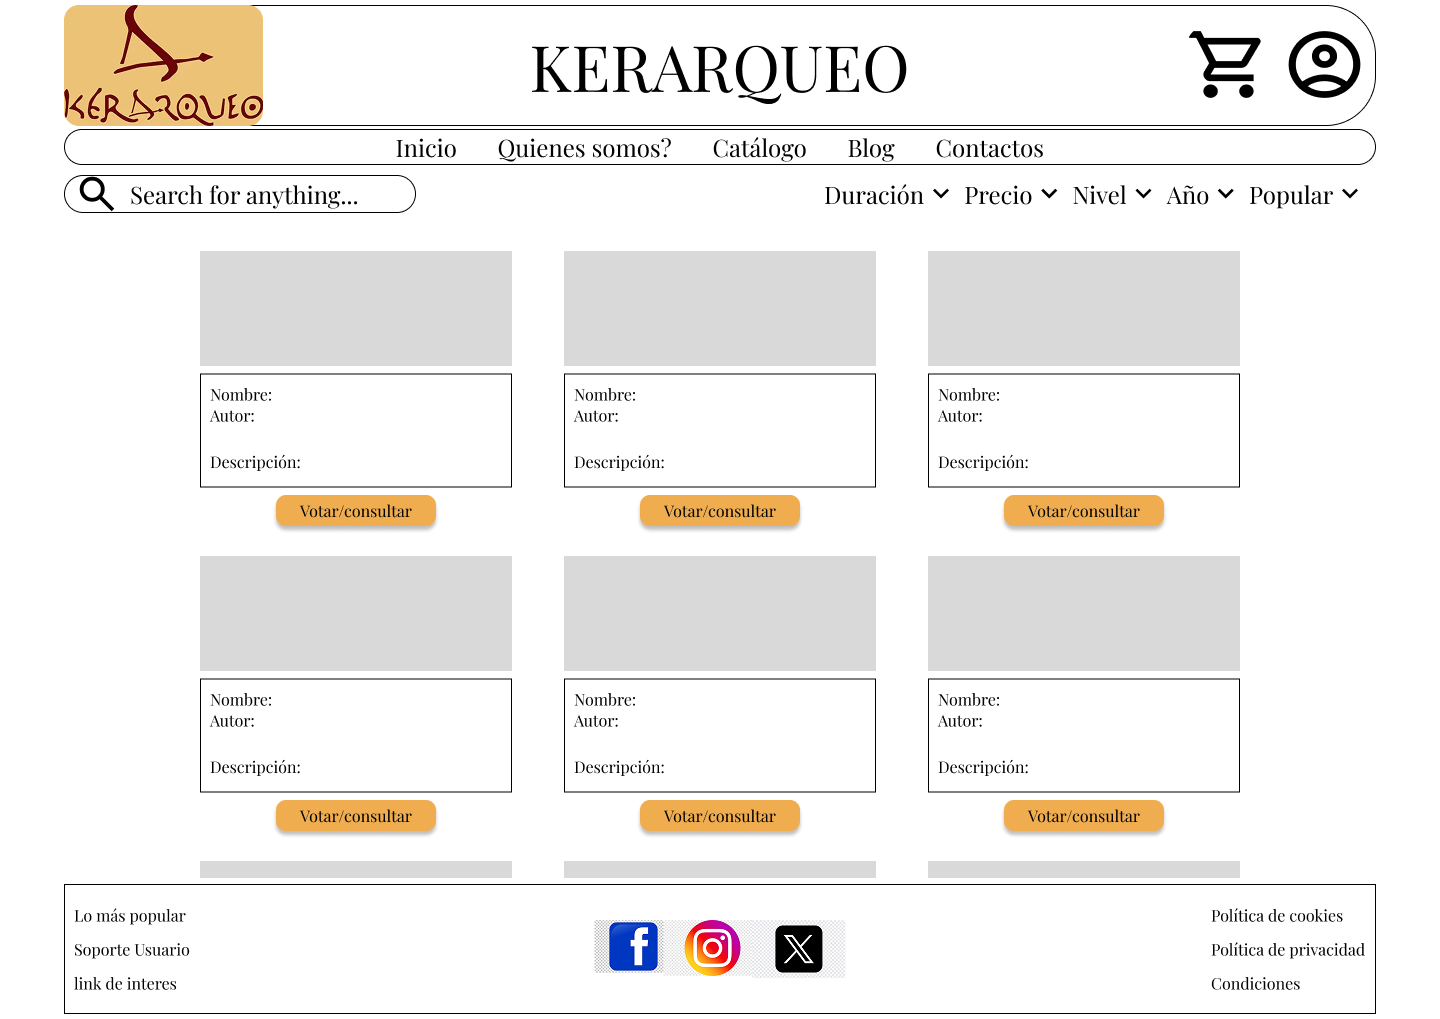 KERARQUEO
KERARQUEO
Inicio Quienes somos? Catálogo Blog Contactos
Search for anything... Duración Precio Nivel Año Popular
Nombre: Nombre: Nombre:
Autor: Autor: Autor:
Descripción: Descripción: Descripción:
Votar/consultar Votar/consultar Votar/consultar
Nombre: Nombre: Nombre:
Autor: Autor: Autor:
Descripción: Descripción: Descripción:
Votar/consultar Votar/consultar Votar/consultar
Lo más popular Política de cookies
Soporte Usuario Política de privacidad
link de interes Condiciones